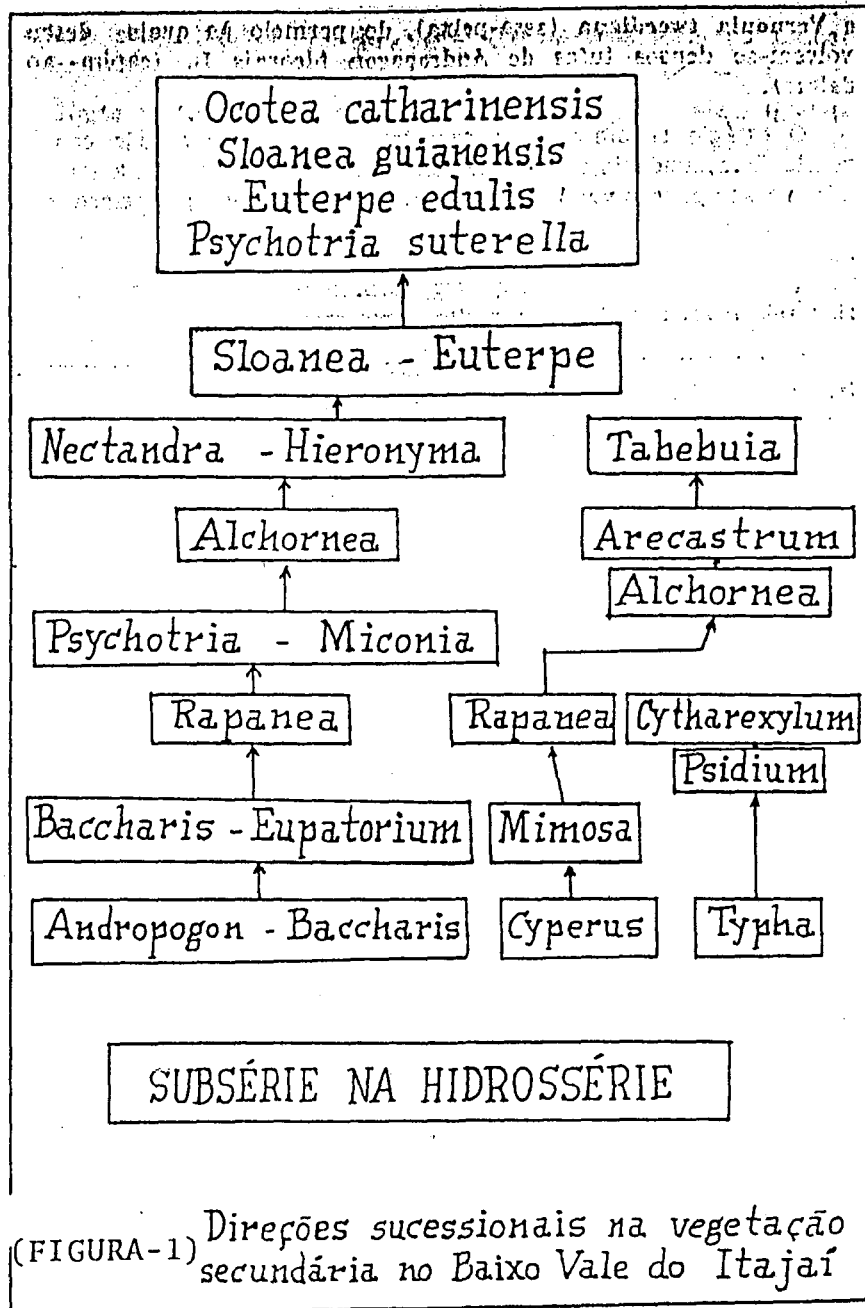 Ocotea catharinensis
Sloanea guianensis
Euterpe edulis
Psychotria suterella
Sloanea - Euterpe
Nectandra - Hieronyma
Tabebuia
Alchornea
Arecastrum
Alchornea
Psychotria - Miconia
Rapanea
Rapanea
Cytharexylum
Psidium
Baccharis - Eupatorium
Mimosa
Andropogon - Baccharis
Cyperus
Typha
SUBSÉRIE NA HIDROSSÉRIE
(FIGURA-1) Direções sucessionais na vegetação
secundária no Baixo Vale do Itajaí